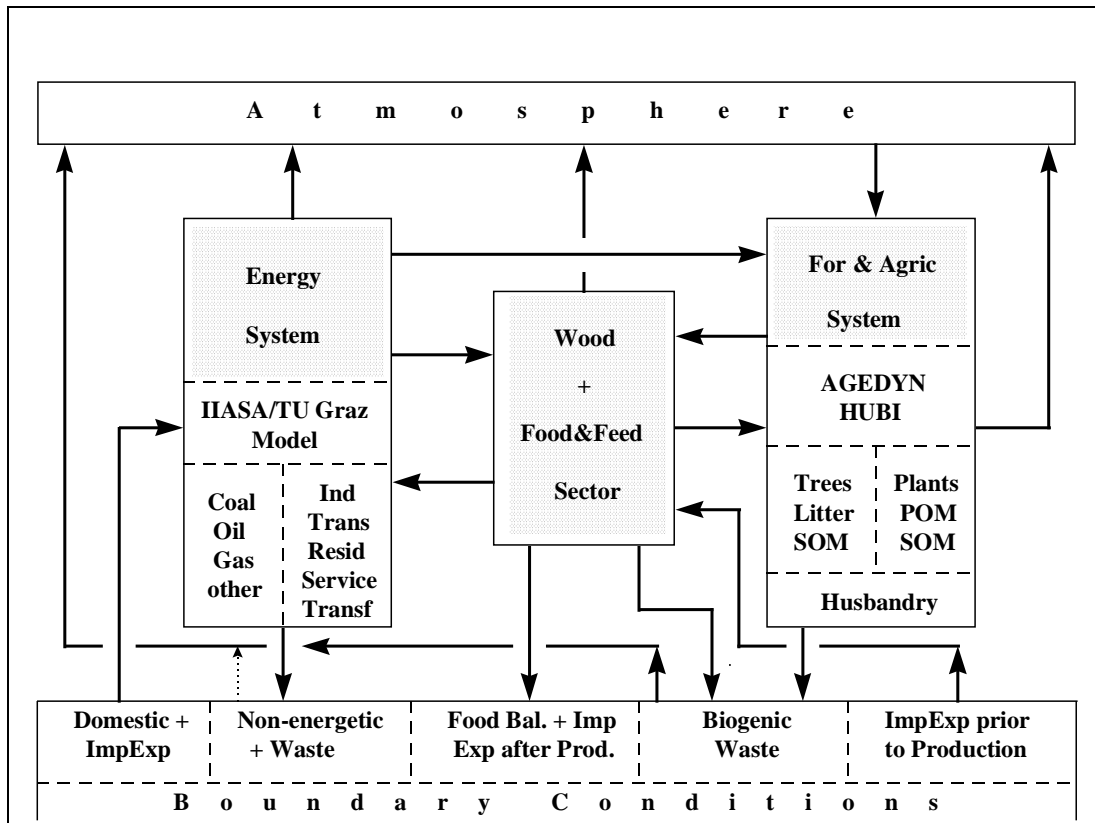 A t m o s p h e r e
Energy
System
IIASA/TU Graz
Model
Coal
Oil
Gas
other
Ind
Trans
Resid
Service
Transf
Wood
+
Food&Feed
Sector
For & Agric
System
AGEDYN
HUBI
Trees
Litter
SOM
Plants
POM
SOM
Husbandry
Domestic +
ImpExp
Non-energetic
+ Waste
Food Bal. + Imp
Exp after Prod.
Biogenic
Waste
ImpExp prior
to Production
B o u n d a r y C o n d i t i o n s